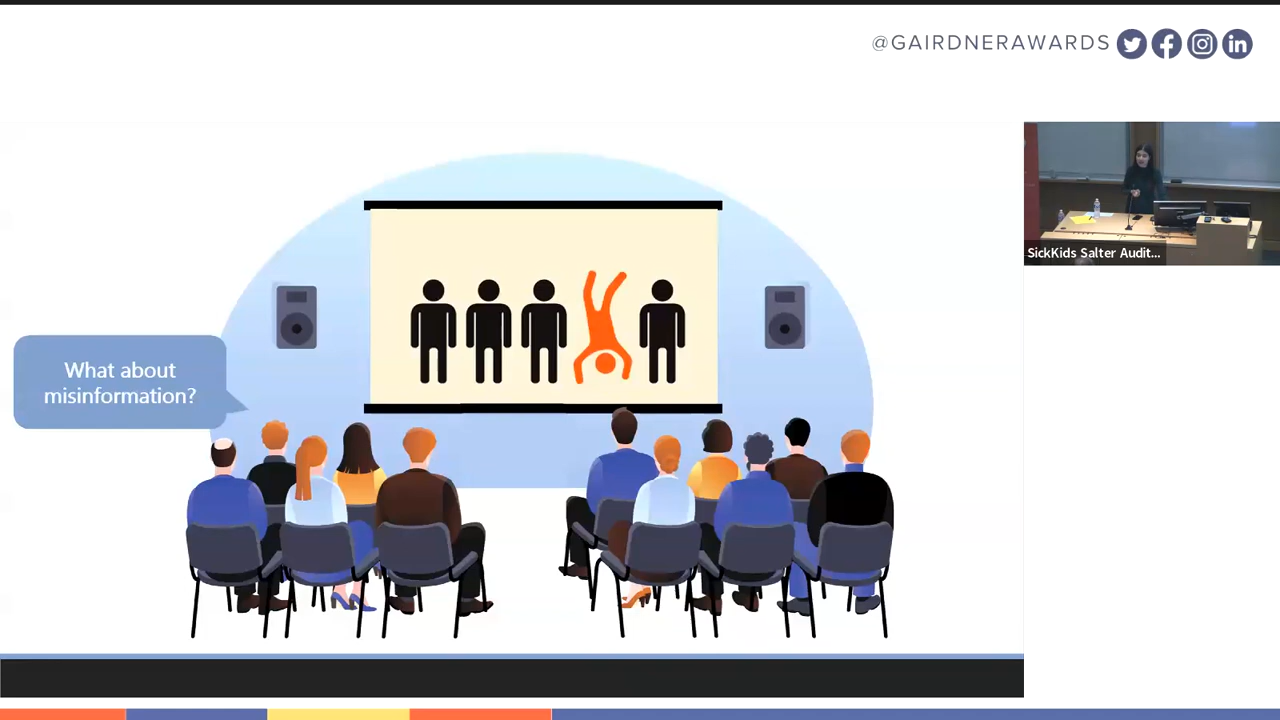 @GAIRDNERAWARDS
What about
misinformation?
SickKids Salter Audit...